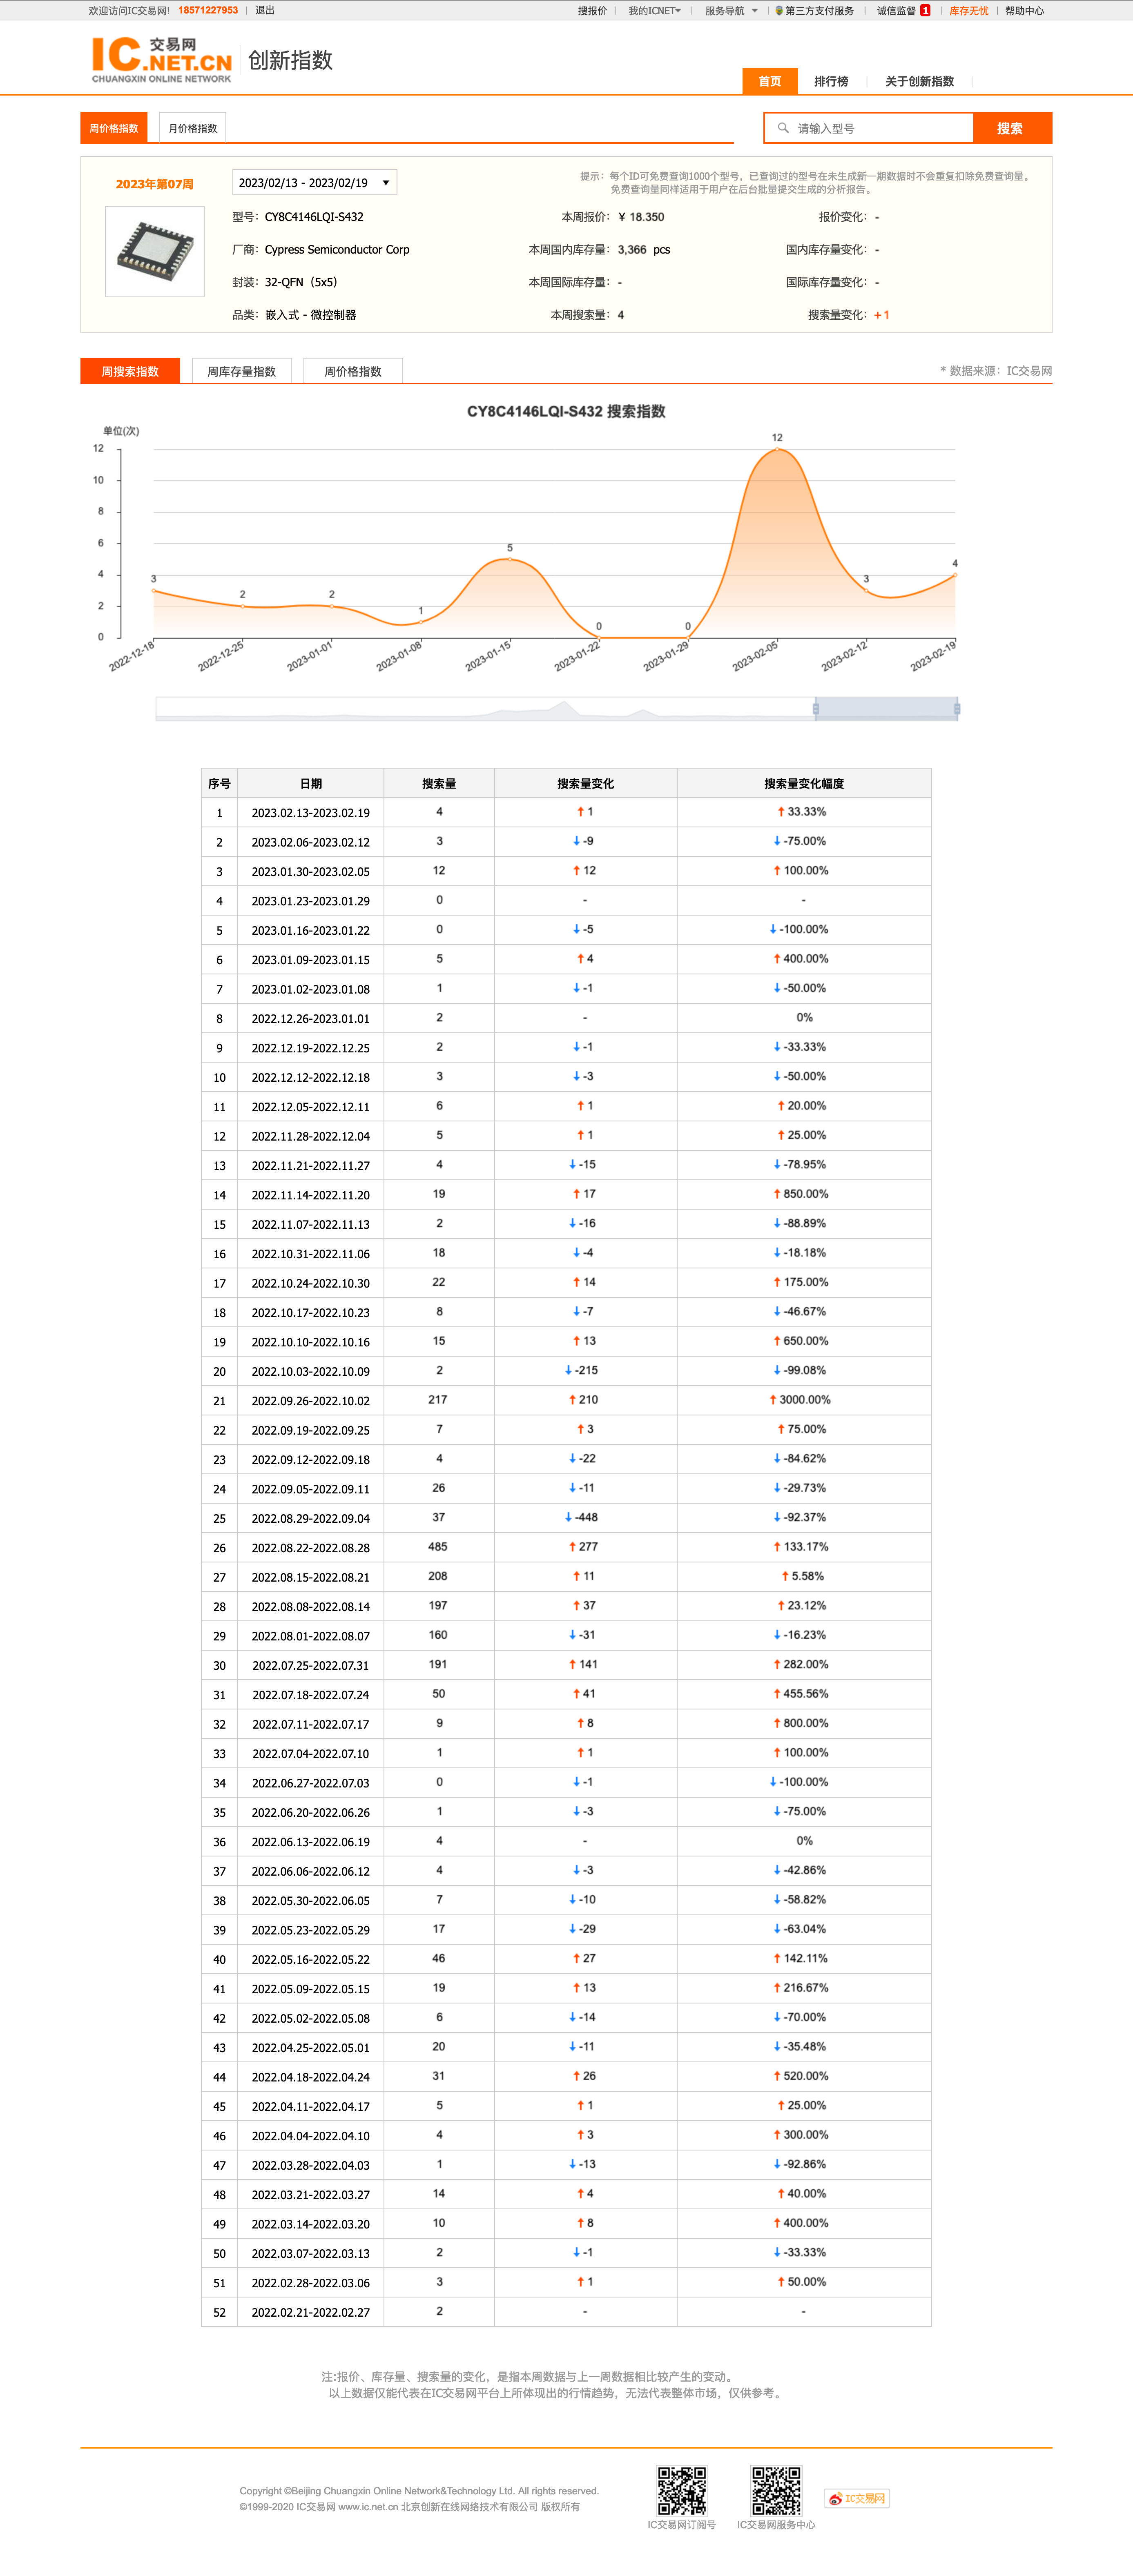 欢迎访问IC交易网! 18571227953 | 退出 搜报价 | 我的ICNET | 服务导航 | 第三方支付服务 | 诚信监督 1 | 库存无忧 | 帮助中心
IC 交易网 .NET.CN
CHUANGXIN ONLINE NETWORK
创新指数
首页 排行榜 关于创新指数
周价格指数 月价格指数 请输入型号 搜索
2023年第07周 2023/02/13 - 2023/02/19
提示：每个ID可免费查询1000个型号，已查询过的型号在未生成新一期数据时不会重复扣除免费查询量。
免费查询量同样适用于用户在后台批量提交生成的分析报告。
型号：CY8C4146LQI-S432 本周报价：¥ 18.350 报价变化：-
厂商：Cypress Semiconductor Corp 本周国内库存量：3,366 pcs 国内库存量变化：-
封装：32-QFN（5x5） 本周国际库存量：- 国际库存量变化：-
品类：嵌入式 - 微控制器 本周搜索量：4 搜索量变化：+1
周搜索指数 周库存量指数 周价格指数 * 数据来源：IC交易网
CY8C4146LQI-S432 搜索指数
单位(次)
12
10
8
6
4
2
0
3 2 2 1 5 0 0 12 3 4
2022-12-18 2022-12-25 2023-01-01 2023-01-08 2023-01-15 2023-01-22 2023-01-29 2023-02-05 2023-02-12 2023-02-19
序号 日期 搜索量 搜索量变化 搜索量变化幅度
1 2023.02.13-2023.02.19 4 ↑ 1 ↑ 33.33%
2 2023.02.06-2023.02.12 3 ↓ -9 ↓ -75.00%
3 2023.01.30-2023.02.05 12 ↑ 12 ↑ 100.00%
4 2023.01.23-2023.01.29 0 - -
5 2023.01.16-2023.01.22 0 ↓ -5 ↓ -100.00%
6 2023.01.09-2023.01.15 5 ↑ 4 ↑ 400.00%
7 2023.01.02-2023.01.08 1 ↓ -1 ↓ -50.00%
8 2022.12.26-2023.01.01 2 - 0%
9 2022.12.19-2022.12.25 2 ↓ -1 ↓ -33.33%
10 2022.12.12-2022.12.18 3 ↓ -3 ↓ -50.00%
11 2022.12.05-2022.12.11 6 ↑ 1 ↑ 20.00%
12 2022.11.28-2022.12.04 5 ↑ 1 ↑ 25.00%
13 2022.11.21-2022.11.27 4 ↓ -15 ↓ -78.95%
14 2022.11.14-2022.11.20 19 ↑ 17 ↑ 850.00%
15 2022.11.07-2022.11.13 2 ↓ -16 ↓ -88.89%
16 2022.10.31-2022.11.06 18 ↓ -4 ↓ -18.18%
17 2022.10.24-2022.10.30 22 ↑ 14 ↑ 175.00%
18 2022.10.17-2022.10.23 8 ↓ -7 ↓ -46.67%
19 2022.10.10-2022.10.16 15 ↑ 13 ↑ 650.00%
20 2022.10.03-2022.10.09 2 ↓ -215 ↓ -99.08%
21 2022.09.26-2022.10.02 217 ↑ 210 ↑ 3000.00%
22 2022.09.19-2022.09.25 7 ↑ 3 ↑ 75.00%
23 2022.09.12-2022.09.18 4 ↓ -22 ↓ -84.62%
24 2022.09.05-2022.09.11 26 ↓ -11 ↓ -29.73%
25 2022.08.29-2022.09.04 37 ↓ -448 ↓ -92.37%
26 2022.08.22-2022.08.28 485 ↑ 277 ↑ 133.17%
27 2022.08.15-2022.08.21 208 ↑ 11 ↑ 5.58%
28 2022.08.08-2022.08.14 197 ↑ 37 ↑ 23.12%
29 2022.08.01-2022.08.07 160 ↓ -31 ↓ -16.23%
30 2022.07.25-2022.07.31 191 ↑ 141 ↑ 282.00%
31 2022.07.18-2022.07.24 50 ↑ 41 ↑ 455.56%
32 2022.07.11-2022.07.17 9 ↑ 8 ↑ 800.00%
33 2022.07.04-2022.07.10 1 ↑ 1 ↑ 100.00%
34 2022.06.27-2022.07.03 0 ↓ -1 ↓ -100.00%
35 2022.06.20-2022.06.26 1 ↓ -3 ↓ -75.00%
36 2022.06.13-2022.06.19 4 - 0%
37 2022.06.06-2022.06.12 4 ↓ -3 ↓ -42.86%
38 2022.05.30-2022.06.05 7 ↓ -10 ↓ -58.82%
39 2022.05.23-2022.05.29 17 ↓ -29 ↓ -63.04%
40 2022.05.16-2022.05.22 46 ↑ 27 ↑ 142.11%
41 2022.05.09-2022.05.15 19 ↑ 13 ↑ 216.67%
42 2022.05.02-2022.05.08 6 ↓ -14 ↓ -70.00%
43 2022.04.25-2022.05.01 20 ↓ -11 ↓ -35.48%
44 2022.04.18-2022.04.24 31 ↑ 26 ↑ 520.00%
45 2022.04.11-2022.04.17 5 ↑ 1 ↑ 25.00%
46 2022.04.04-2022.04.10 4 ↑ 3 ↑ 300.00%
47 2022.03.28-2022.04.03 1 ↓ -13 ↓ -92.86%
48 2022.03.21-2022.03.27 14 ↑ 4 ↑ 40.00%
49 2022.03.14-2022.03.20 10 ↑ 8 ↑ 400.00%
50 2022.03.07-2022.03.13 2 ↓ -1 ↓ -33.33%
51 2022.02.28-2022.03.06 3 ↑ 1 ↑ 50.00%
52 2022.02.21-2022.02.27 2 - -
注:报价、库存量、搜索量的变化，是指本周数据与上一周数据相比较产生的变动。
以上数据仅能代表在IC交易网平台上所体现出的行情趋势，无法代表整体市场，仅供参考。
Copyright ©Beijing Chuangxin Online Network&Technology Ltd. All rights reserved.
©1999-2020 IC交易网 www.ic.net.cn 北京创新在线网络技术有限公司 版权所有
IC交易网订阅号 IC交易网服务中心 IC交易网